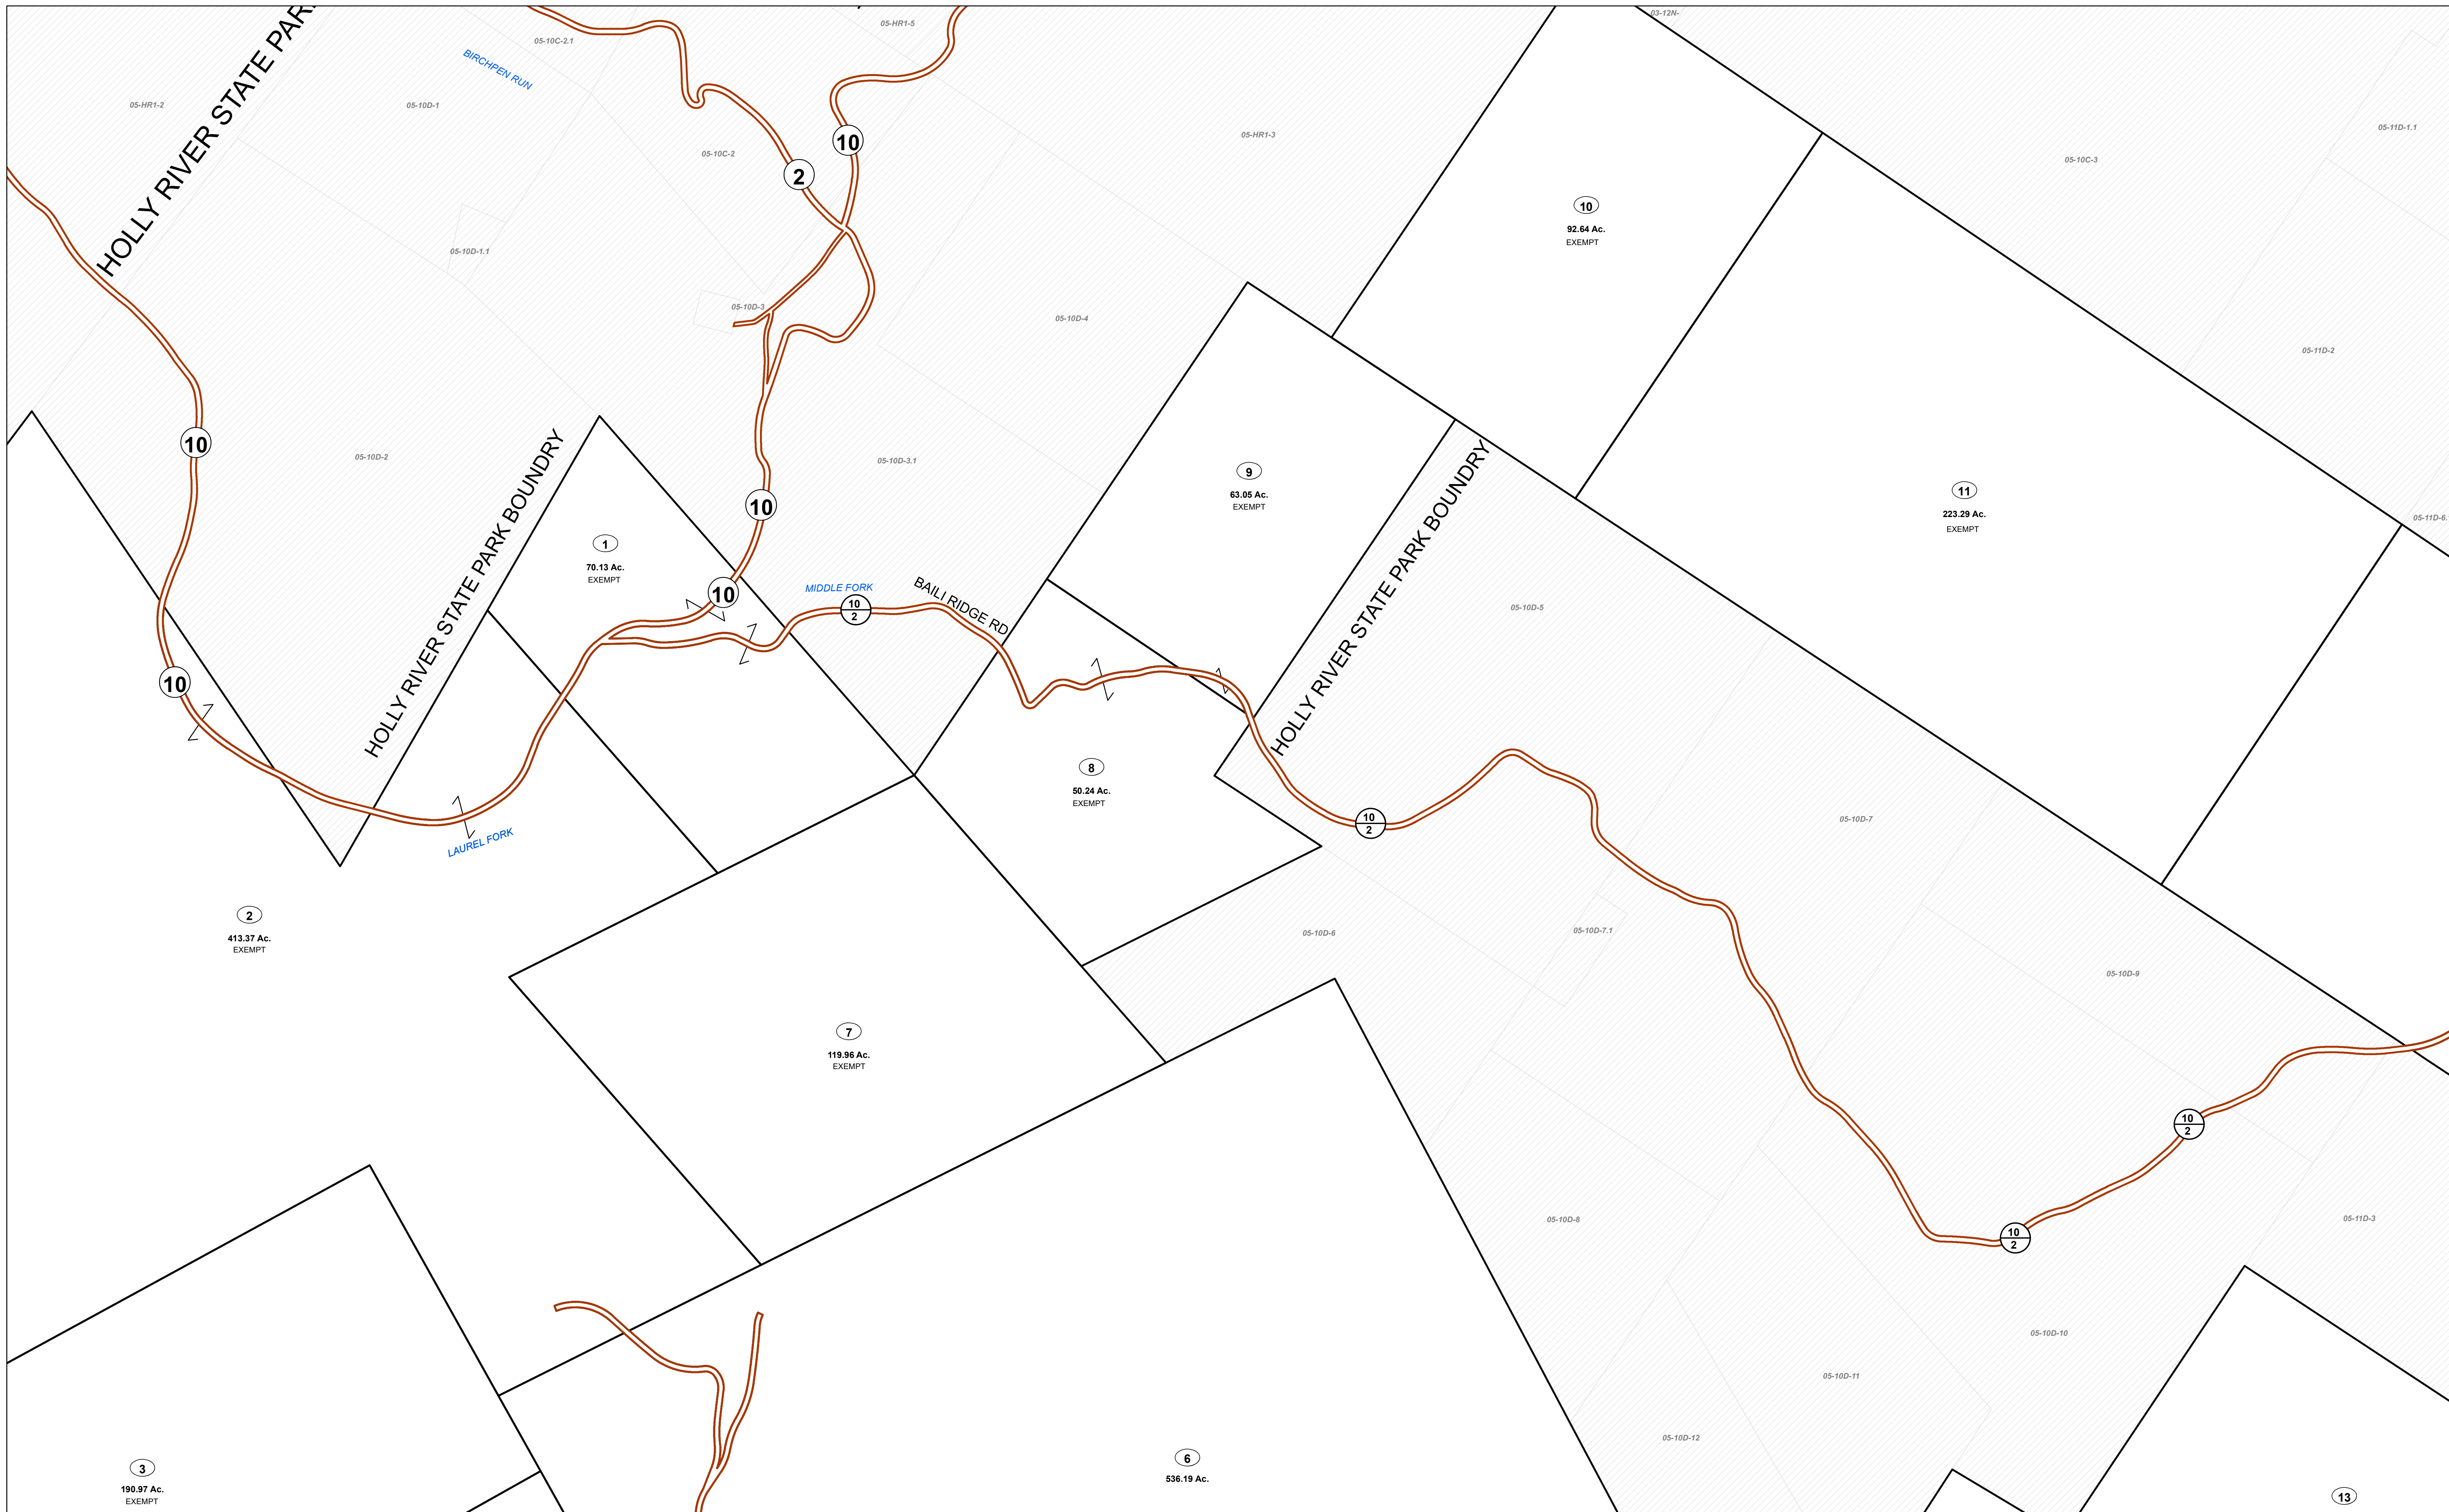 HOLLY RIVER STATE PAR
05-10C-2.1
BIRCHPEN RUN
05-HR1-5
03-12N-
05-HR1-2
05-10D-1
05-10C-2
05-HR1-3
05-11D-1.1
05-10C-3
10
2
10
92.64 Ac.
EXEMPT
05-10D-1.1
05-10D-3
05-10D-4
05-11D-2
10
05-10D-2
HOLLY RIVER STATE PARK BOUNDRY
05-10D-3.1
9
63.05 Ac.
EXEMPT
HOLLY RIVER STATE PARK BOUNDRY
11
223.29 Ac.
EXEMPT
05-11D-6.
10
1
70.13 Ac.
EXEMPT
10
MIDDLE FORK
10
2
BAILI RIDGE RD
05-10D-5
10
8
50.24 Ac.
EXEMPT
10
2
05-10D-7
LAUREL FORK
2
413.37 Ac.
EXEMPT
05-10D-6
05-10D-7.1
05-10D-9
7
119.96 Ac.
EXEMPT
10
2
05-10D-8
10
2
05-11D-3
05-10D-10
05-10D-11
05-10D-12
3
190.97 Ac.
EXEMPT
6
536.19 Ac.
13